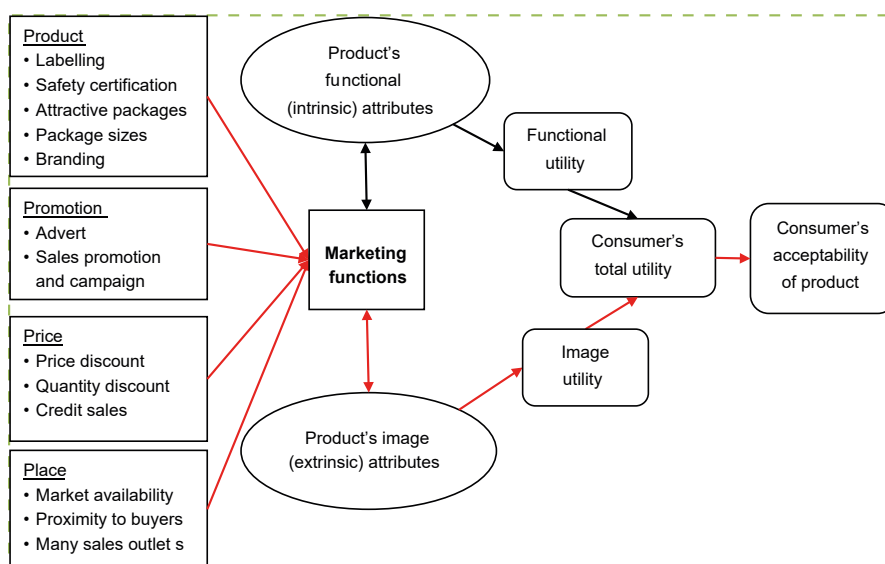 Product
• Labelling
• Safety certification
• Attractive packages
• Package sizes
• Branding
Promotion
• Advert
• Sales promotion
and campaign
Price
• Price discount
• Quantity discount
• Credit sales
Place
• Market availability
• Proximity to buyers
• Many sales outlet s
Product's
functional
(intrinsic) attributes
Marketing
functions
Product's image
(extrinsic) attributes
Functional
utility
Image
utility
Consumer's
total utility
Consumer's
acceptability
of product